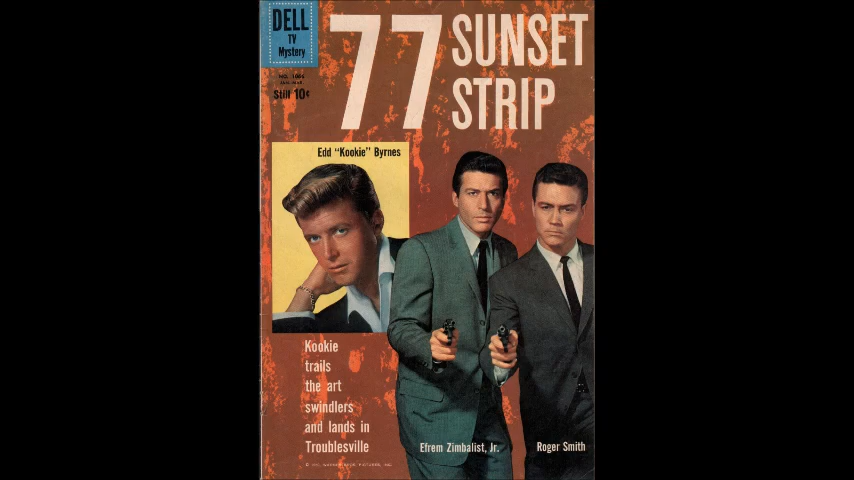 DELL
TV
Mystery
Still 10¢
77 SUNSET
STRIP
Edd "Kookie" Byrnes
Kookie
trails
the art
swindlers
and lands in
Troublesville
Efrem Zimbalist, Jr.
Roger Smith